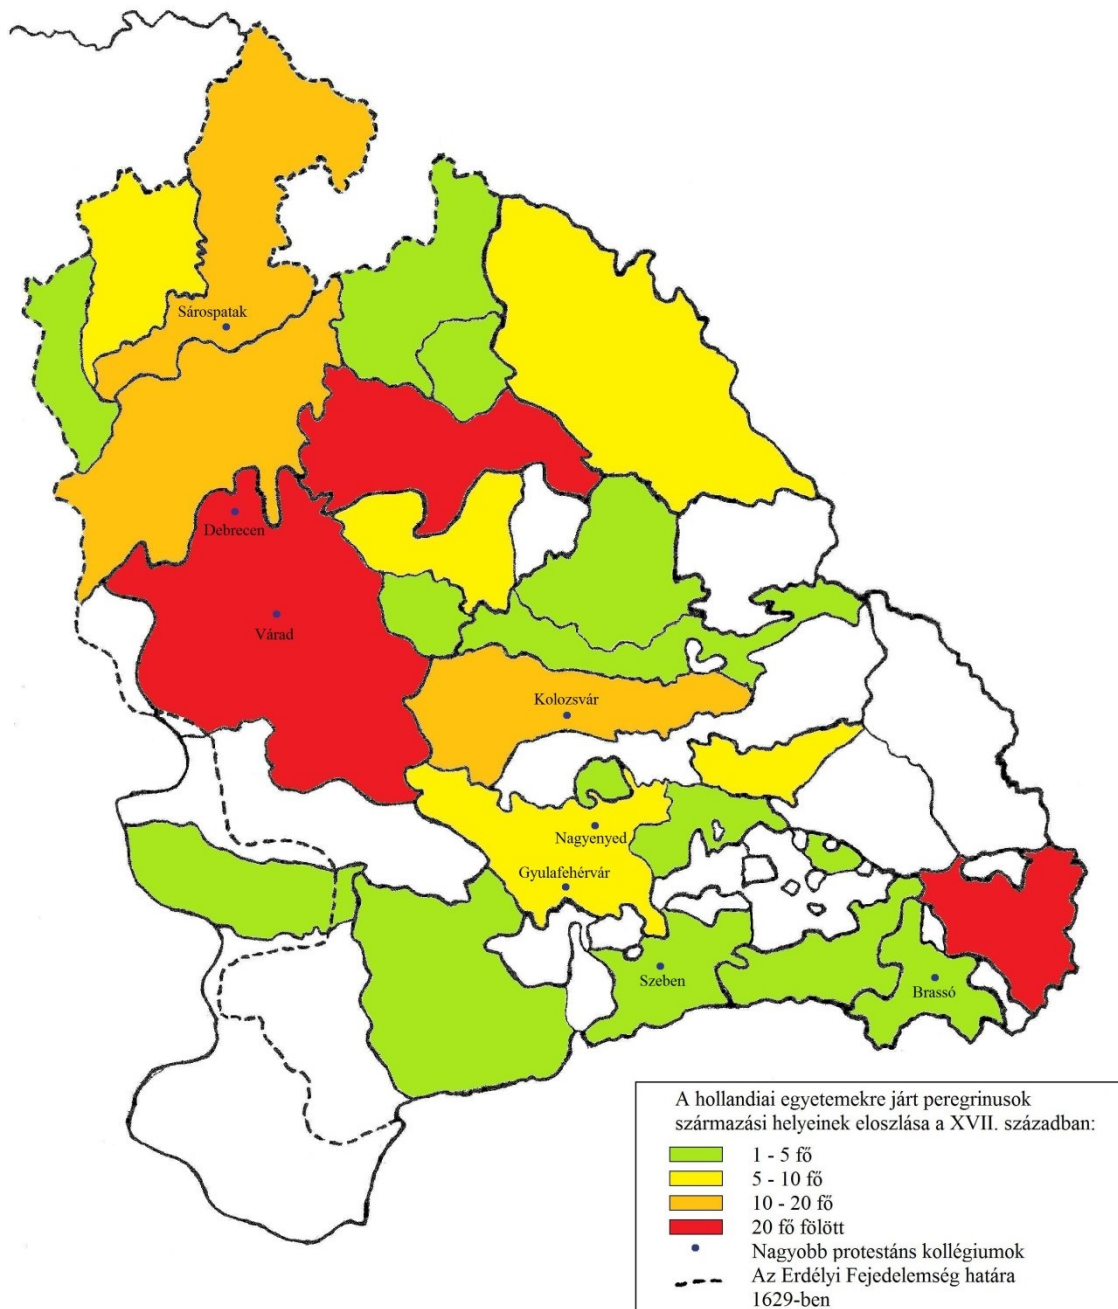 Sárospatak
Debrecen
Várad
Kolozsvár
Nagyenyed
Gyulafehérvár
Szeben
Brassó
A hollandiai egyetemekre járt peregrinusok
származási helyeinek eloszlása a XVII. században:
1 - 5 fő
5 - 10 fő
10 - 20 fő
20 fő fölött
Nagyobb protestáns kollégiumok
Az Erdélyi Fejedelemség határa
1629-ben